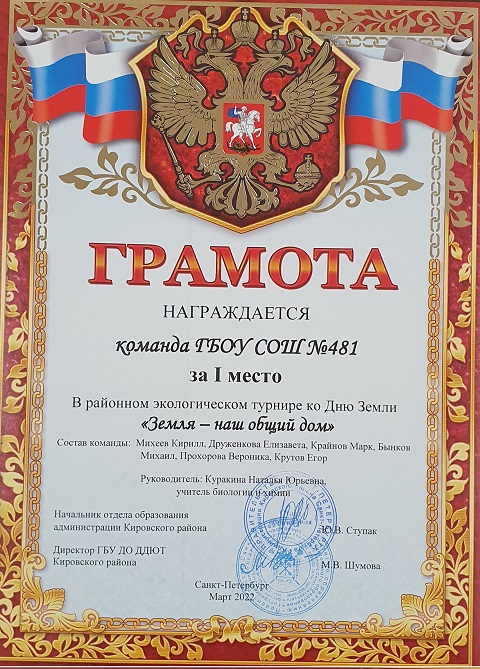 ГРАМОТА
НАГРАЖДАЕТСЯ
команда ГБОУ СОШ №481
за I место
В районном экологическом турнире ко Дню Земли
«Земля – наш общий дом»
Состав команды: Михеев Кирилл, Друженкова Елизавета, Крайнов Марк, Бынков
Михаил, Прохорова Вероника, Крутов Егор
Руководитель: Куракина Наталья Юрьевна,
учитель биологии и химии
Начальник отдела образования
администрации Кировского района
Ю.В. Ступак
Директор ГБУ ДО ДДЮТ
Кировского района
М.В. Шумова
Санкт-Петербург
Март 2022